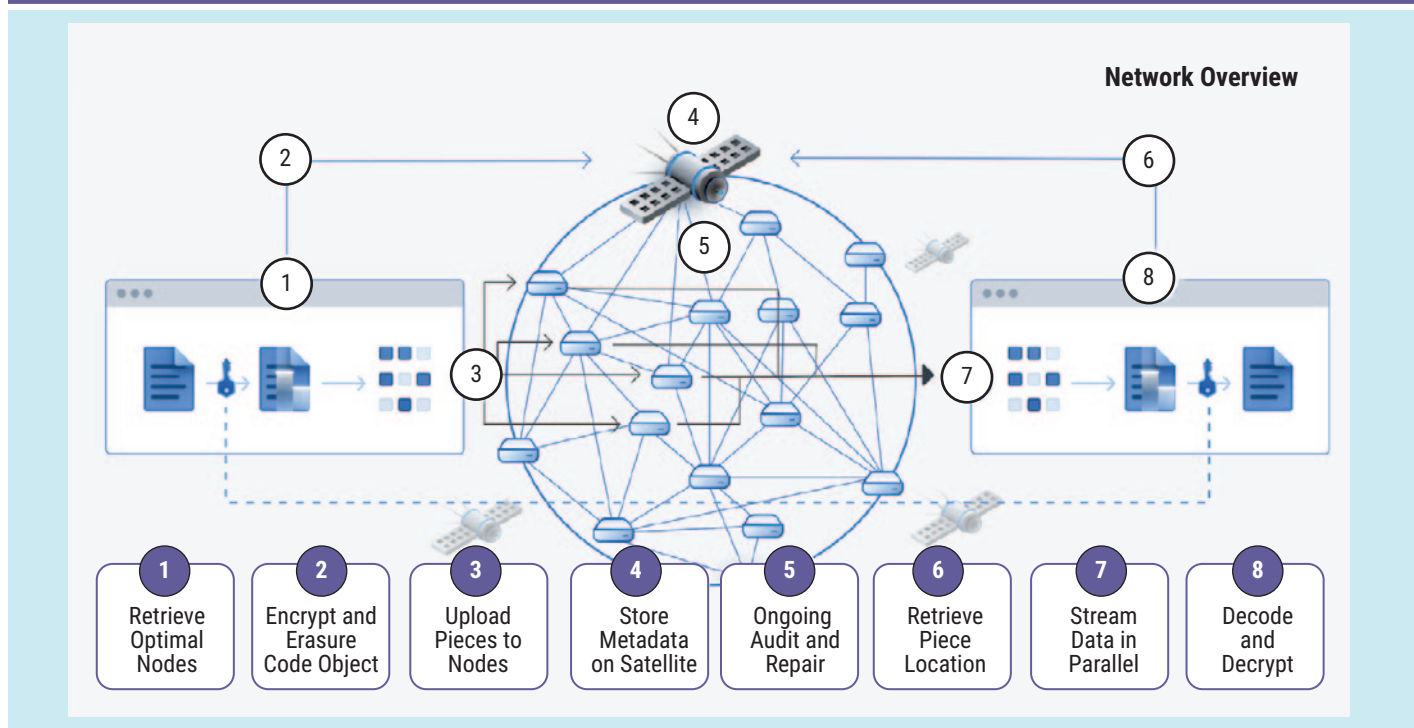 Network Overview
4
2
6
5
1
8
3
7
1
Retrieve
Optimal
Nodes
2
Encrypt and
Erasure
Code Object
3
Upload
Pieces to
Nodes
4
Store
Metadata
on Satellite
5
Ongoing
Audit and
Repair
6
Retrieve
Piece
Location
7
Stream
Data in
Parallel
8
Decode
and
Decrypt